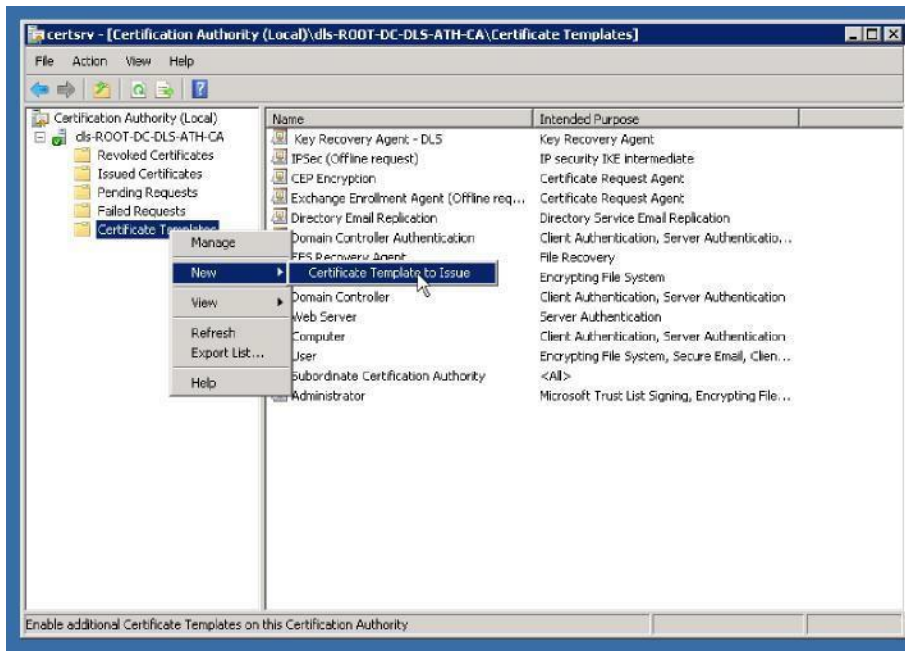 certsrv - [Certification Authority (Local)\dls-ROOT-DC-DLS-ATH-CA\Certificate Templates]
File Action View Help
Certification Authority (Local)
dls-ROOT-DC-DLS-ATH-CA
Revoked Certificates
Issued Certificates
Pending Requests
Failed Requests
Certificate Templates
Manage
New
View
Refresh
Export List...
Help
Certificate Template to Issue
Name Intended Purpose
Key Recovery Agent - DLS Key Recovery Agent
IPSec (Offline request) IP security IKE intermediate
CEP Encryption Certificate Request Agent
Exchange Enrollment Agent (Offline req... Certificate Request Agent
Directory Email Replication Directory Service Email Replication
Domain Controller Authentication Client Authentication, Server Authenticatio...
EFS Recovery Agent File Recovery
Encrypting File System
Domain Controller Client Authentication, Server Authentication
Web Server Server Authentication
Computer Client Authentication, Server Authentication
User Encrypting File System, Secure Email, Clien...
Subordinate Certification Authority <All>
Administrator Microsoft Trust List Signing, Encrypting File...
Enable additional Certificate Templates on this Certification Authority